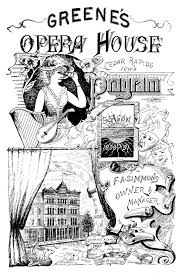 GREENE'S
OPERA HOUSE
CEDAR RAPIDS
IOWA
Program
SEASON
F.A. SIMMONS
OWNER &
MANAGER